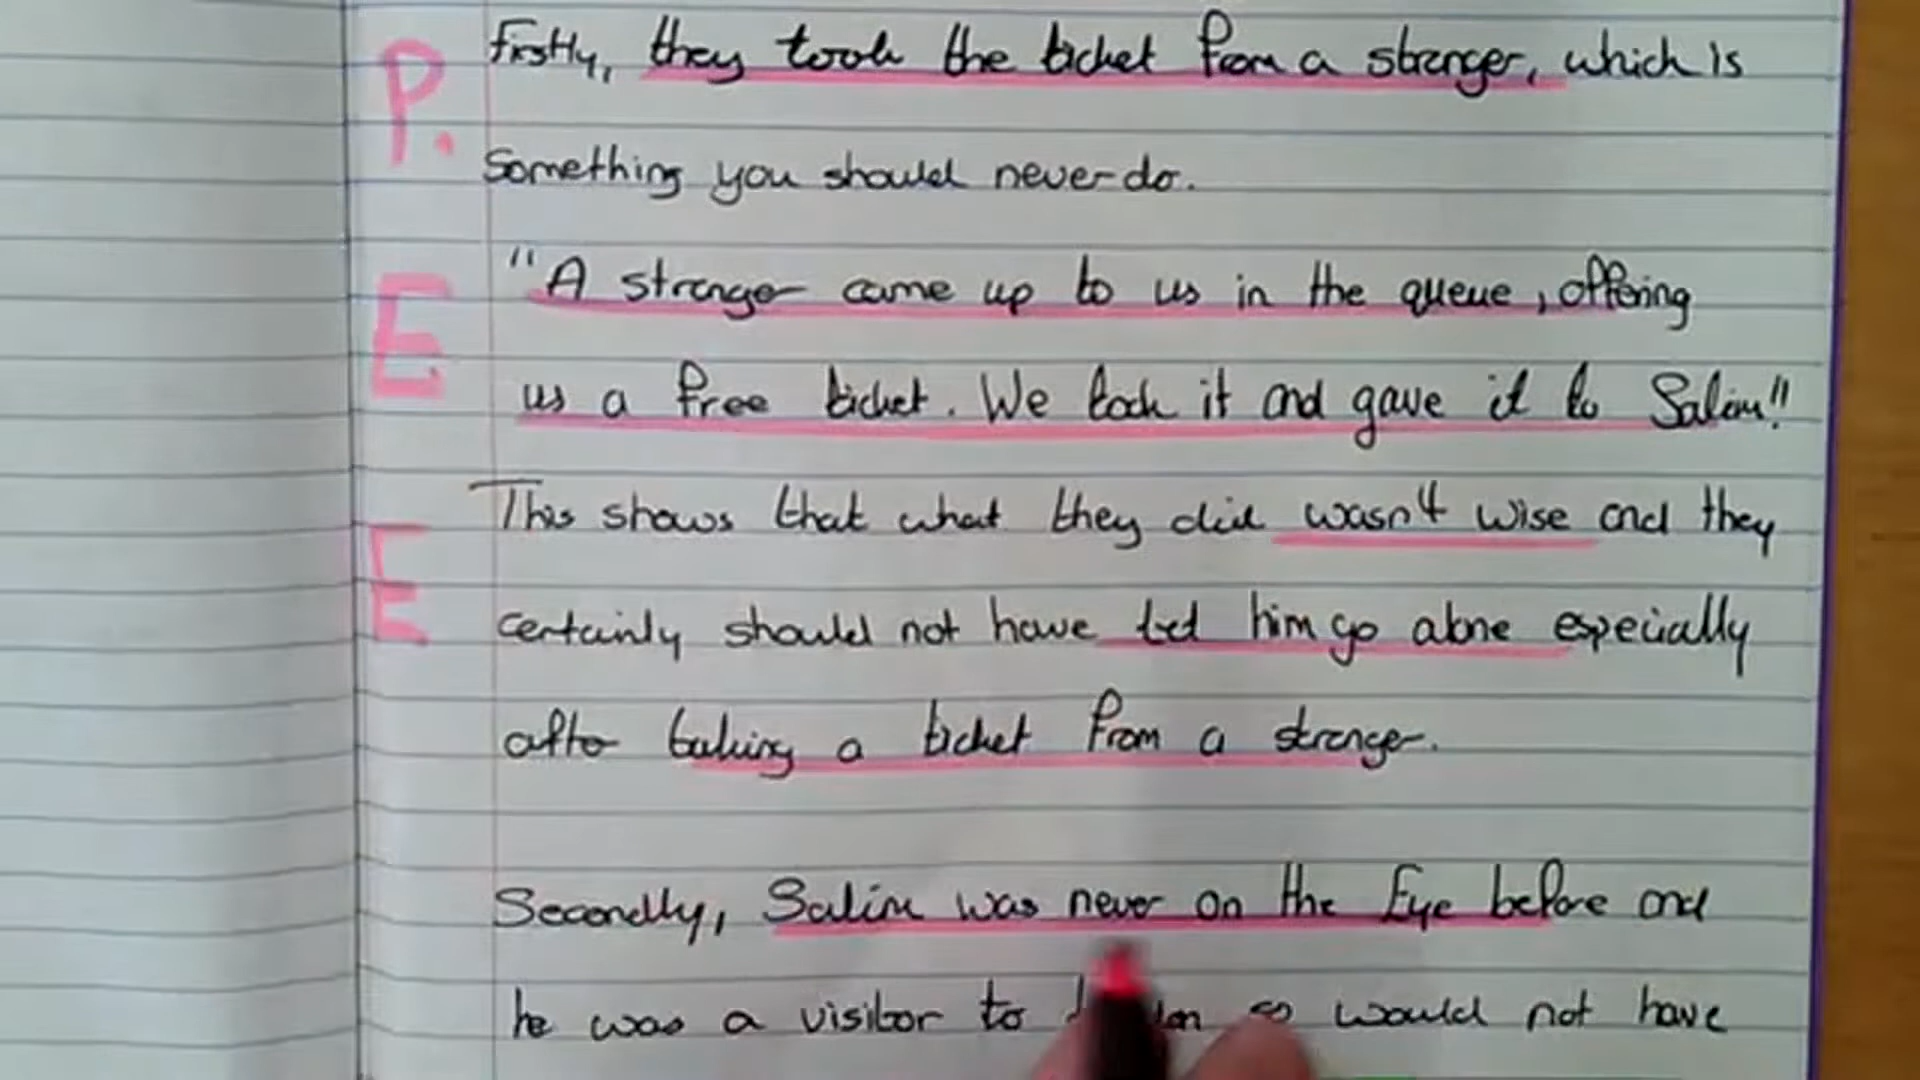 P.
Firstly, they took the ticket from a stranger, which is
something you should never do.
E
"A stranger came up to us in the queue, offering
us a free ticket. We took it and gave it to Salim."
E
This shows that what they did wasn't wise and they
certainly should not have let him go alone especially
after taking a ticket from a stranger.
Secondly, Salim was never on the Eye before and
he was a visitor to so would not have